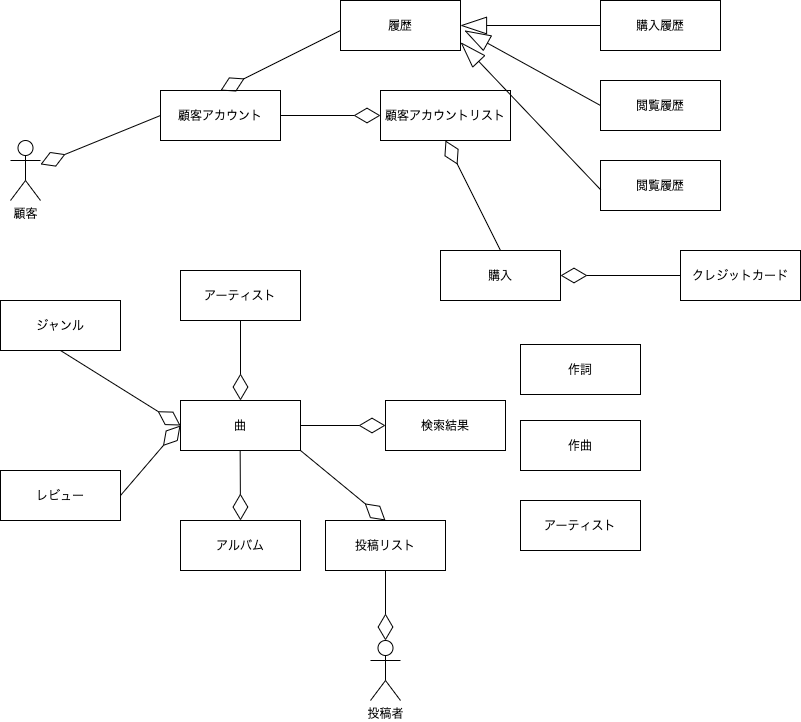 履歴
購入履歴
顧客アカウント
顧客アカウントリスト
閲覧履歴
閲覧履歴
顧客
購入
クレジットカード
アーティスト
ジャンル
作詞
曲
検索結果
作曲
レビュー
アルバム
投稿リスト
アーティスト
投稿者